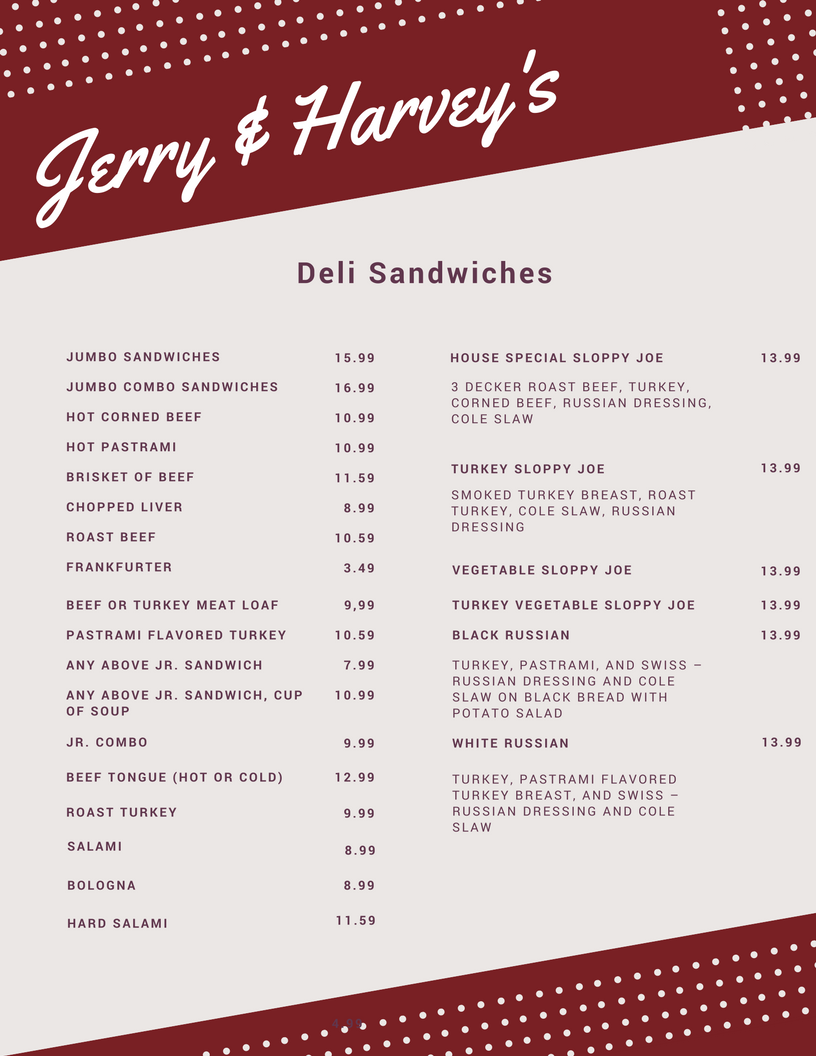 Jerry & Harvey's
Deli Sandwiches
JUMBO SANDWICHES 15.99
JUMBO COMBO SANDWICHES 16.99
HOT CORNED BEEF 10.99
HOT PASTRAMI 10.99
BRISKET OF BEEF 11.59
CHOPPED LIVER 8.99
ROAST BEEF 10.59
FRANKFURTER 3.49
BEEF OR TURKEY MEAT LOAF 9,99
PASTRAMI FLAVORED TURKEY 10.59
ANY ABOVE JR. SANDWICH 7.99
ANY ABOVE JR. SANDWICH, CUP 10.99
OF SOUP
JR. COMBO 9.99
BEEF TONGUE (HOT OR COLD) 12.99
ROAST TURKEY 9.99
SALAMI 8.99
BOLOGNA 8.99
HARD SALAMI 11.59
HOUSE SPECIAL SLOPPY JOE 13.99
3 DECKER ROAST BEEF, TURKEY,
CORNED BEEF, RUSSIAN DRESSING,
COLE SLAW
TURKEY SLOPPY JOE 13.99
SMOKED TURKEY BREAST, ROAST
TURKEY, COLE SLAW, RUSSIAN
DRESSING
VEGETABLE SLOPPY JOE 13.99
TURKEY VEGETABLE SLOPPY JOE 13.99
BLACK RUSSIAN 13.99
TURKEY, PASTRAMI, AND SWISS –
RUSSIAN DRESSING AND COLE
SLAW ON BLACK BREAD WITH
POTATO SALAD
WHITE RUSSIAN 13.99
TURKEY, PASTRAMI FLAVORED
TURKEY BREAST, AND SWISS –
RUSSIAN DRESSING AND COLE
SLAW
4.99